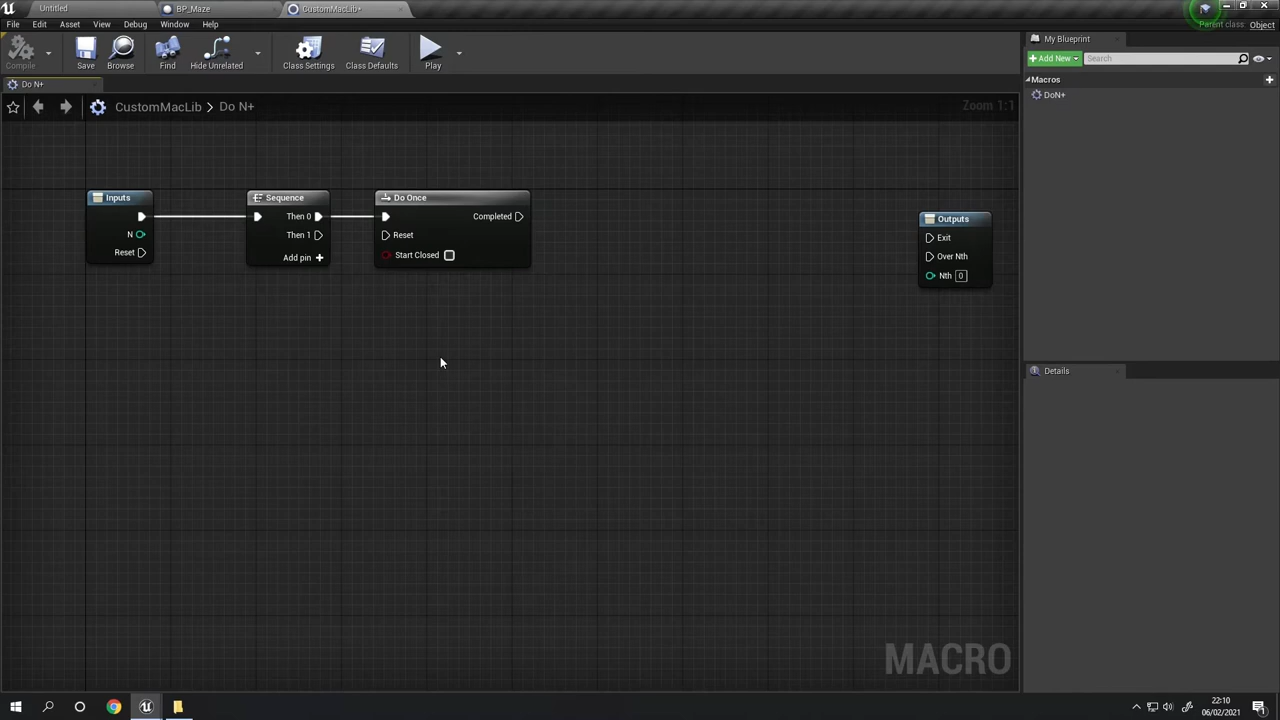 Untitled
BP_Maze
CustomMacLib*
File Edit Asset View Debug Window Help
Parent class: Object
Compile
Save
Browse
Find
Hide Unrelated
Class Settings
Class Defaults
Play
My Blueprint
Add New
Search
Macros
DoN+
Do N+
CustomMacLib > Do N+
Zoom 1:1
Inputs
N
Reset
Sequence
Then 0
Then 1
Add pin
Do Once
Completed
Reset
Start Closed
Outputs
Exit
Over Nth
Nth 0
Details
MACRO
22:10
06/02/2021
1